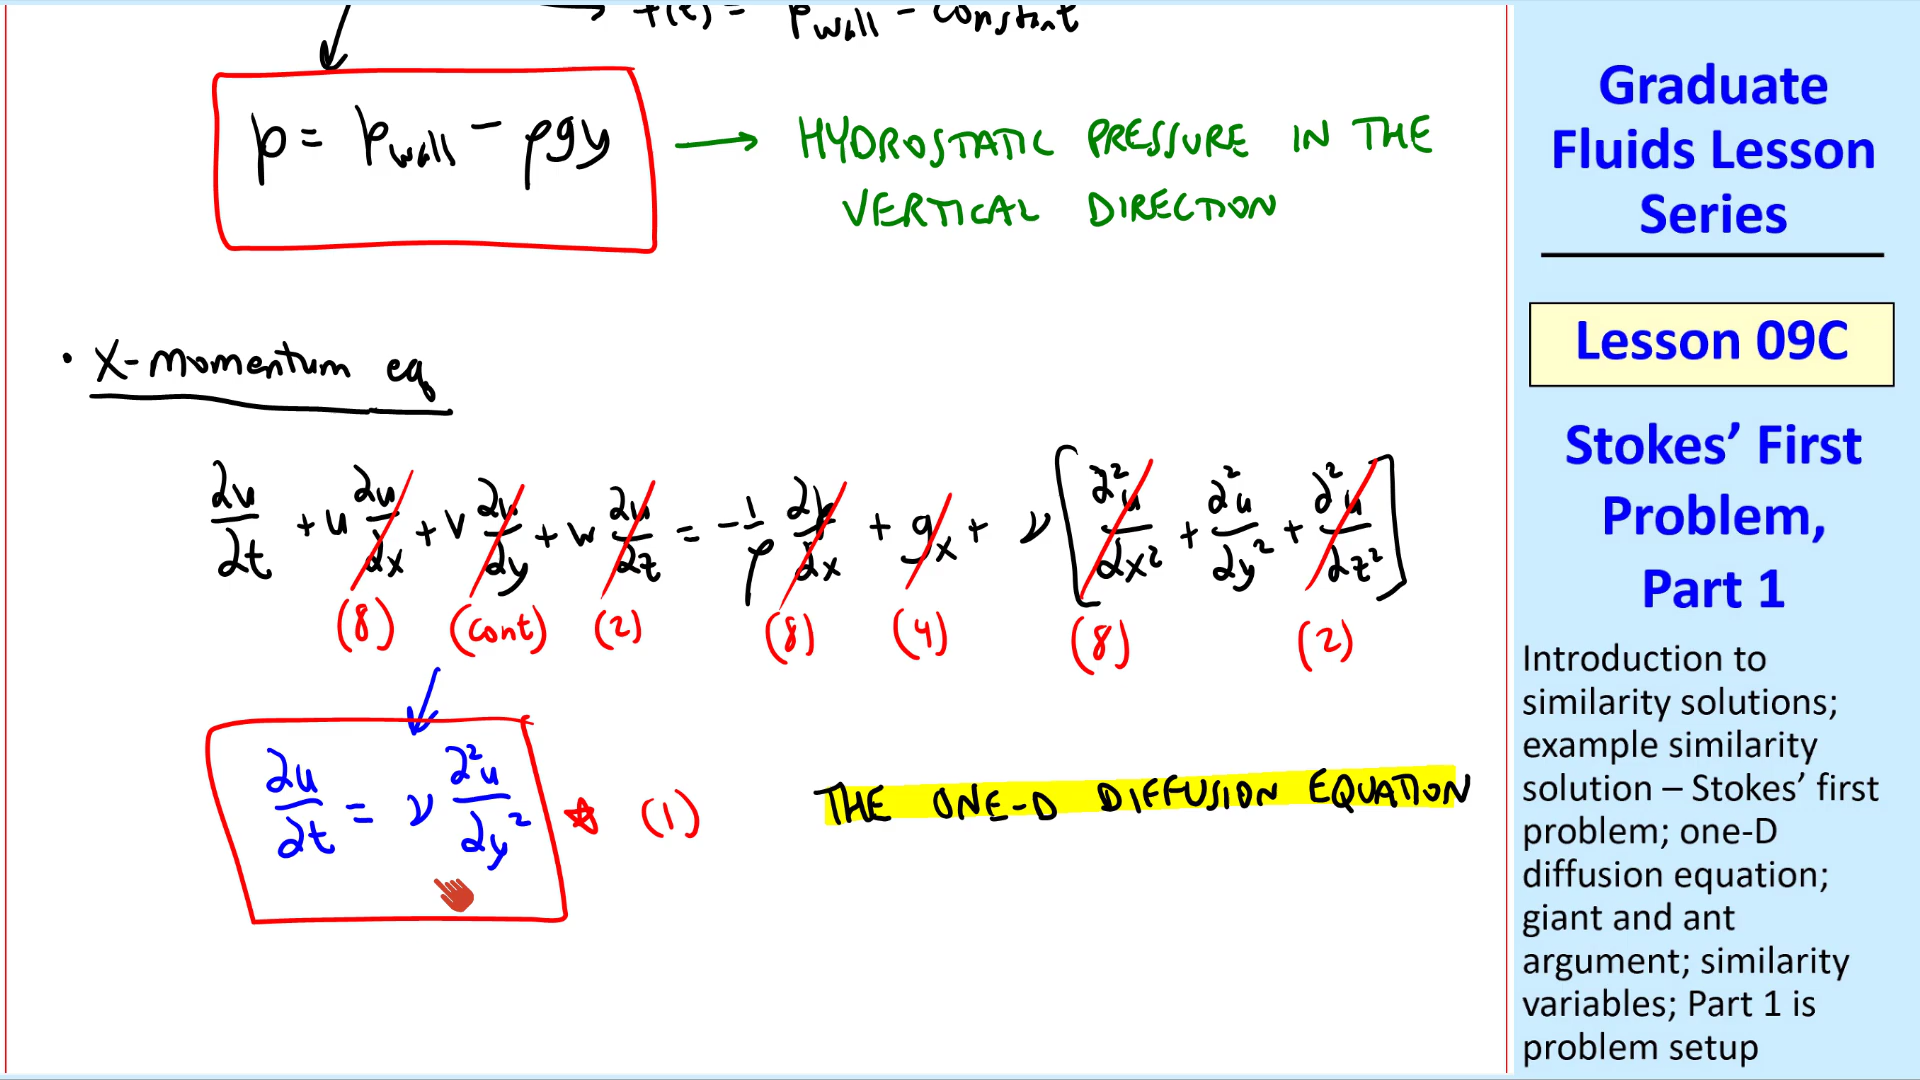 f(t) = p_wall - constant
p = p_wall - ρgy → HYDROSTATIC PRESSURE IN THE
VERTICAL DIRECTION
• X-momentum eq
∂u/∂t + u ∂u/∂x + v ∂u/∂y + w ∂u/∂z = -1/ρ ∂p/∂x + g_x + ν [∂²u/∂x² + ∂²u/∂y² + ∂²u/∂z²]
(8) (cont) (2) (8) (4) (8) (2)
∂u/∂t = ν ∂²u/∂y² ★ (1) THE ONE-D DIFFUSION EQUATION
Graduate
Fluids Lesson
Series
Lesson 09C
Stokes’ First
Problem,
Part 1
Introduction to
similarity solutions;
example similarity
solution – Stokes’ first
problem; one-D
diffusion equation;
giant and ant
argument; similarity
variables; Part 1 is
problem setup